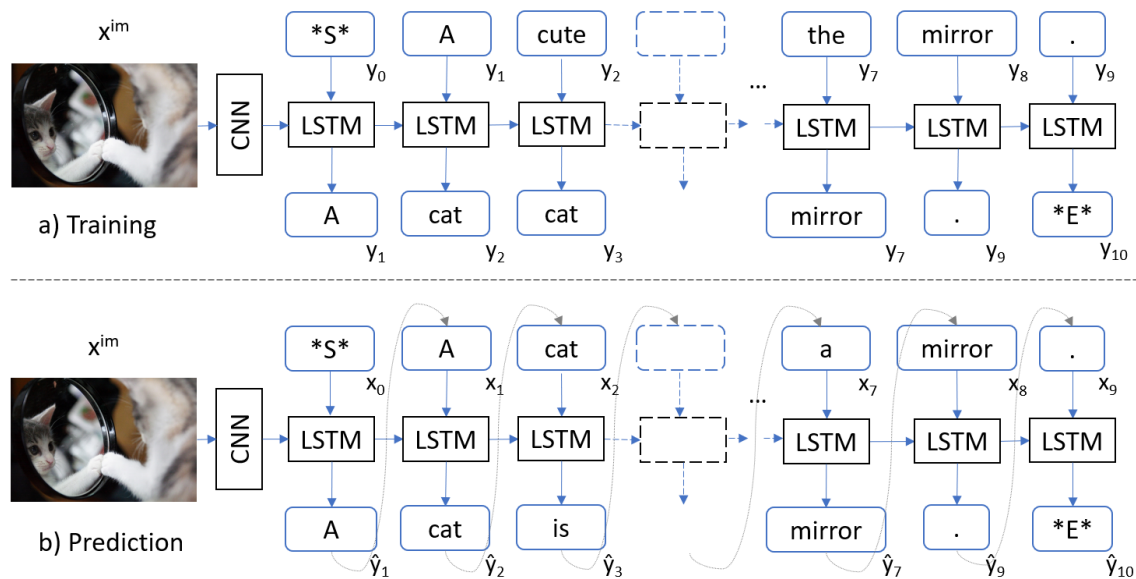 xⁱᵐ *S* A cute the mirror .
y₀ y₁ y₂ y₇ y₈ y₉
...
CNN LSTM LSTM LSTM LSTM LSTM LSTM
A cat cat mirror . *E*
a) Training
y₁ y₂ y₃ y₇ y₉ y₁₀
xⁱᵐ *S* A cat a mirror .
x₀ x₁ x₂ x₇ x₈ x₉
...
CNN LSTM LSTM LSTM LSTM LSTM LSTM
A cat is mirror . *E*
b) Prediction
ŷ₁ ŷ₂ ŷ₃ ŷ₇ ŷ₉ ŷ₁₀